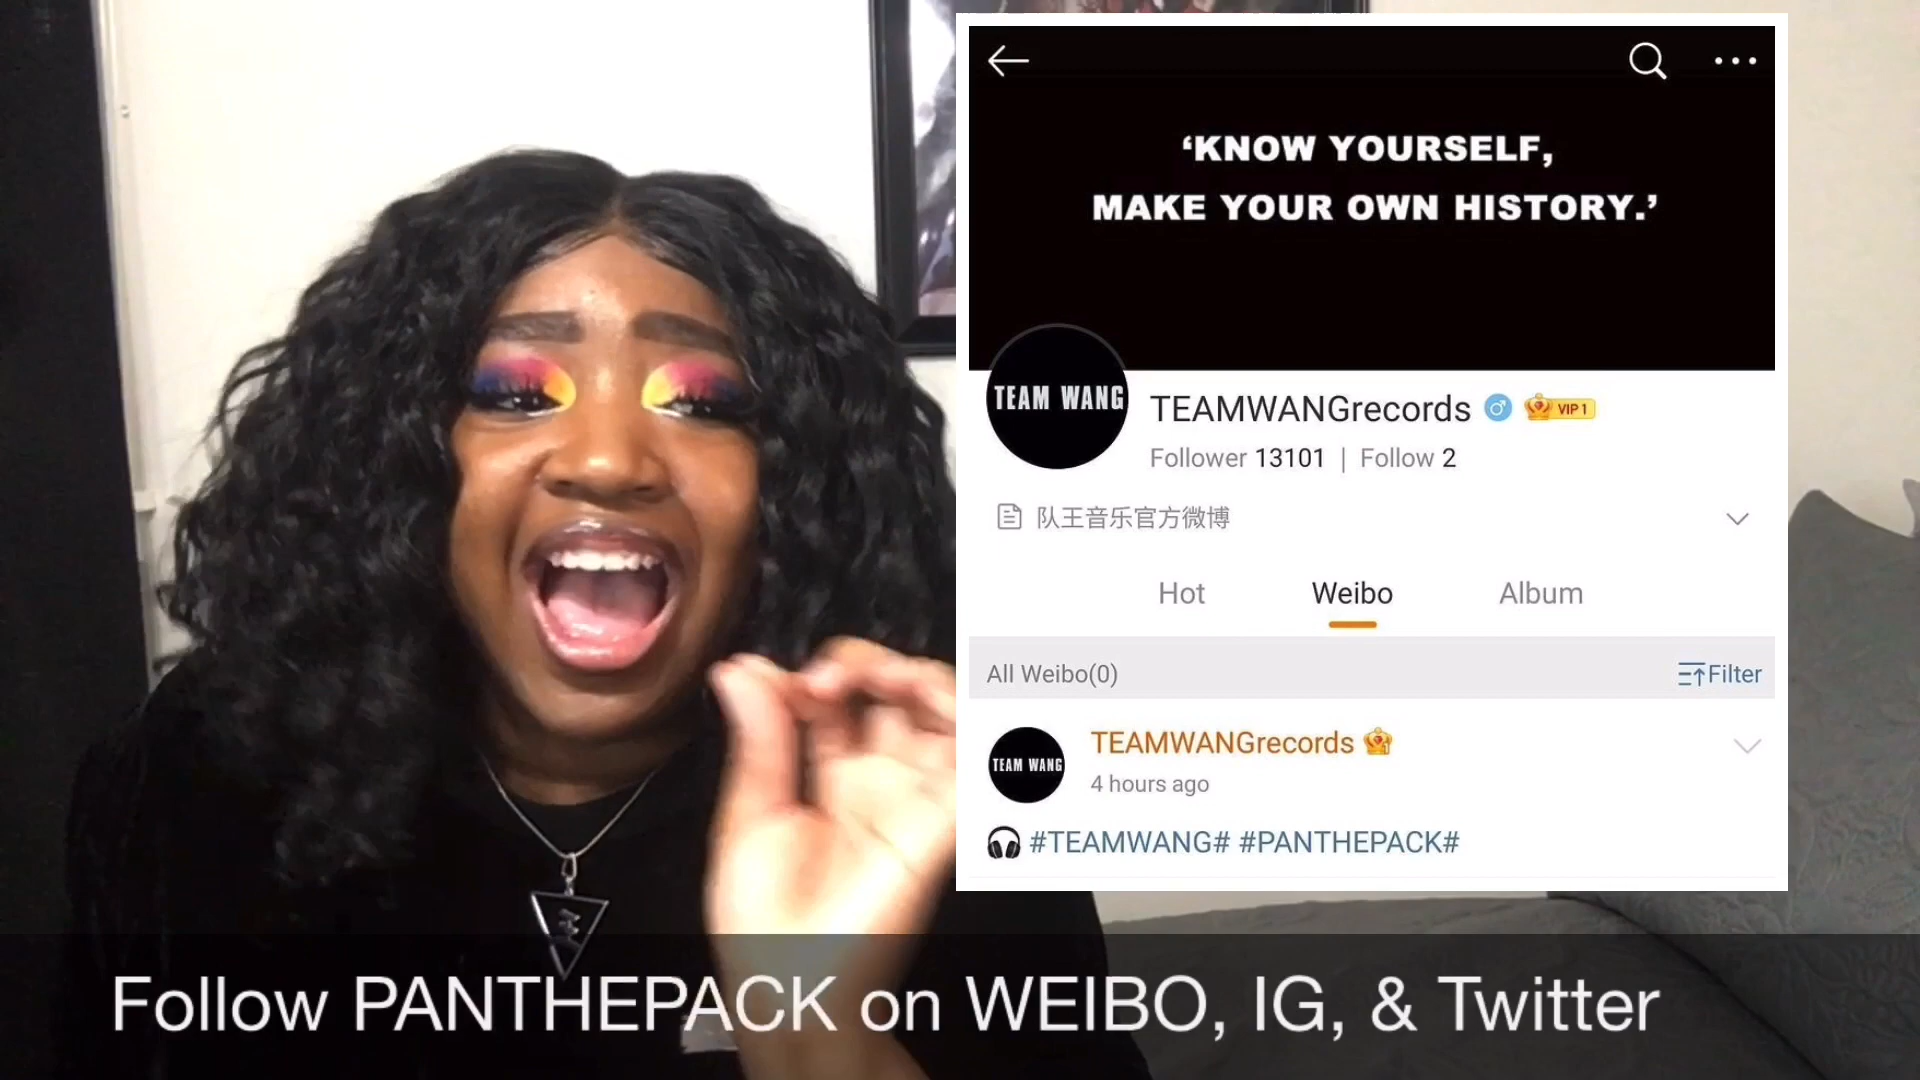 ‘KNOW YOURSELF,
MAKE YOUR OWN HISTORY.’
TEAM WANG
TEAMWANGrecords VIP 1
Follower 13101 | Follow 2
队王音乐官方微博
Hot Weibo Album
All Weibo(0) Filter
TEAM WANG
TEAMWANGrecords
4 hours ago
#TEAMWANG# #PANTHEPACK#
Follow PANTHEPACK on WEIBO, IG, & Twitter